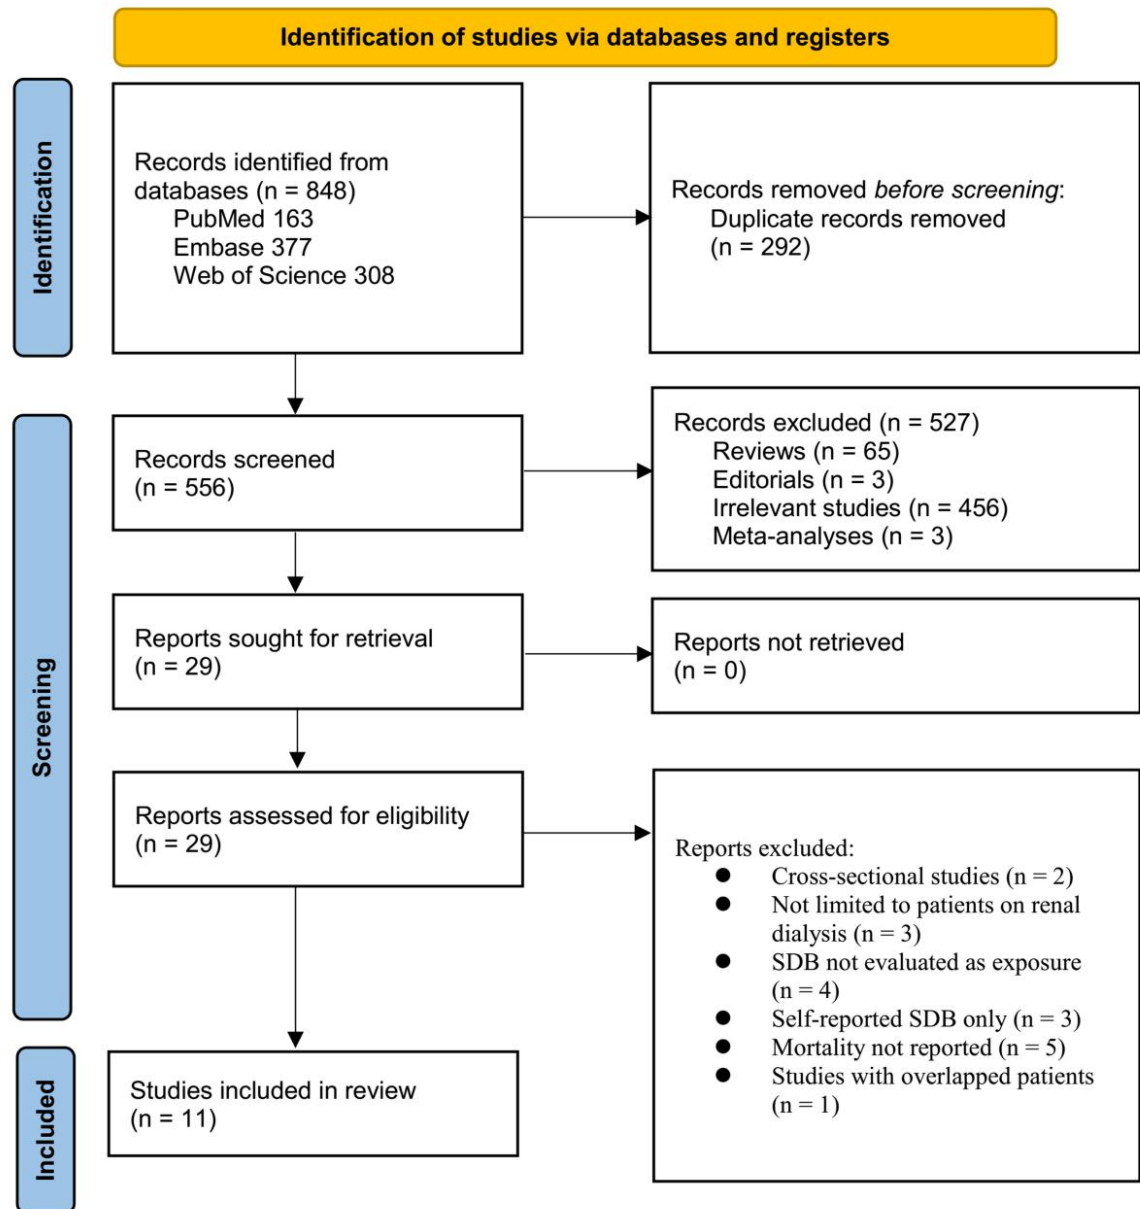 Identification of studies via databases and registers
Identification
Records identified from
databases (n = 848)
PubMed 163
Embase 377
Web of Science 308
Records removed before screening:
Duplicate records removed
(n = 292)
Screening
Records screened
(n = 556)
Records excluded (n = 527)
Reviews (n = 65)
Editorials (n = 3)
Irrelevant studies (n = 456)
Meta-analyses (n = 3)
Reports sought for retrieval
(n = 29)
Reports not retrieved
(n = 0)
Reports assessed for eligibility
(n = 29)
Reports excluded:
● Cross-sectional studies (n = 2)
● Not limited to patients on renal
dialysis (n = 3)
● SDB not evaluated as exposure
(n = 4)
● Self-reported SDB only (n = 3)
● Mortality not reported (n = 5)
● Studies with overlapped patients
(n = 1)
Included
Studies included in review
(n = 11)